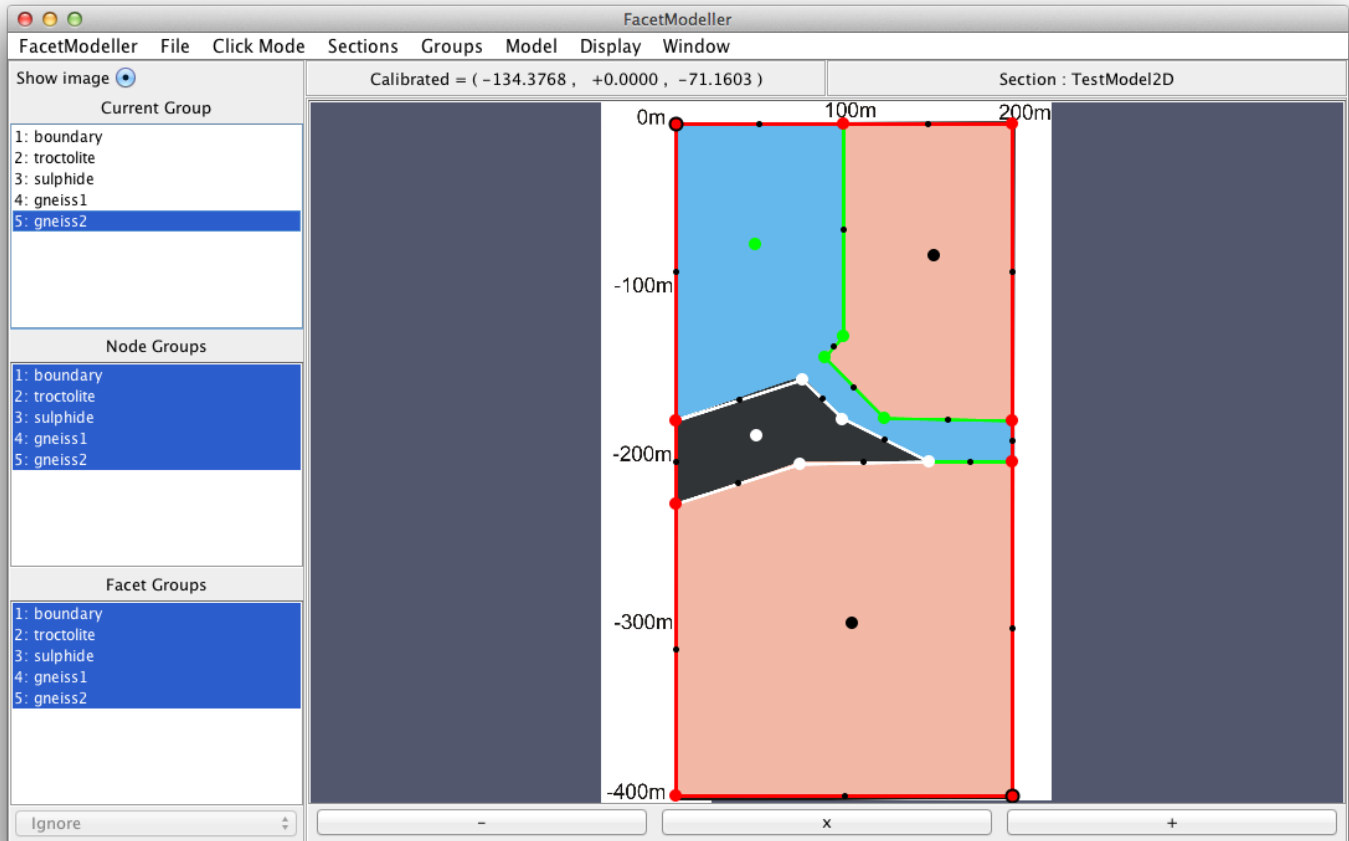 FacetModeller
FacetModeller File Click Mode Sections Groups Model Display Window
Show image
Calibrated = ( -134.3768 , +0.0000 , -71.1603 )
Section : TestModel2D
Current Group
1: boundary
2: troctolite
3: sulphide
4: gneiss1
5: gneiss2
Node Groups
1: boundary
2: troctolite
3: sulphide
4: gneiss1
5: gneiss2
Facet Groups
1: boundary
2: troctolite
3: sulphide
4: gneiss1
5: gneiss2
Ignore
0m
100m
200m
-100m
-200m
-300m
-400m
-
x
+